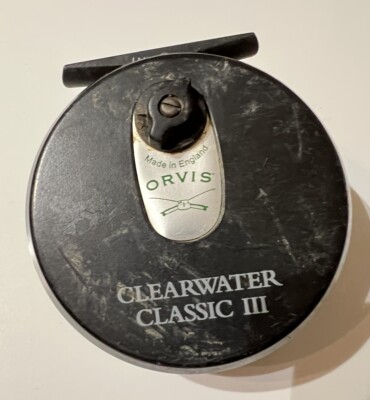 Made in England
ORVIS
CLEARWATER
CLASSIC III